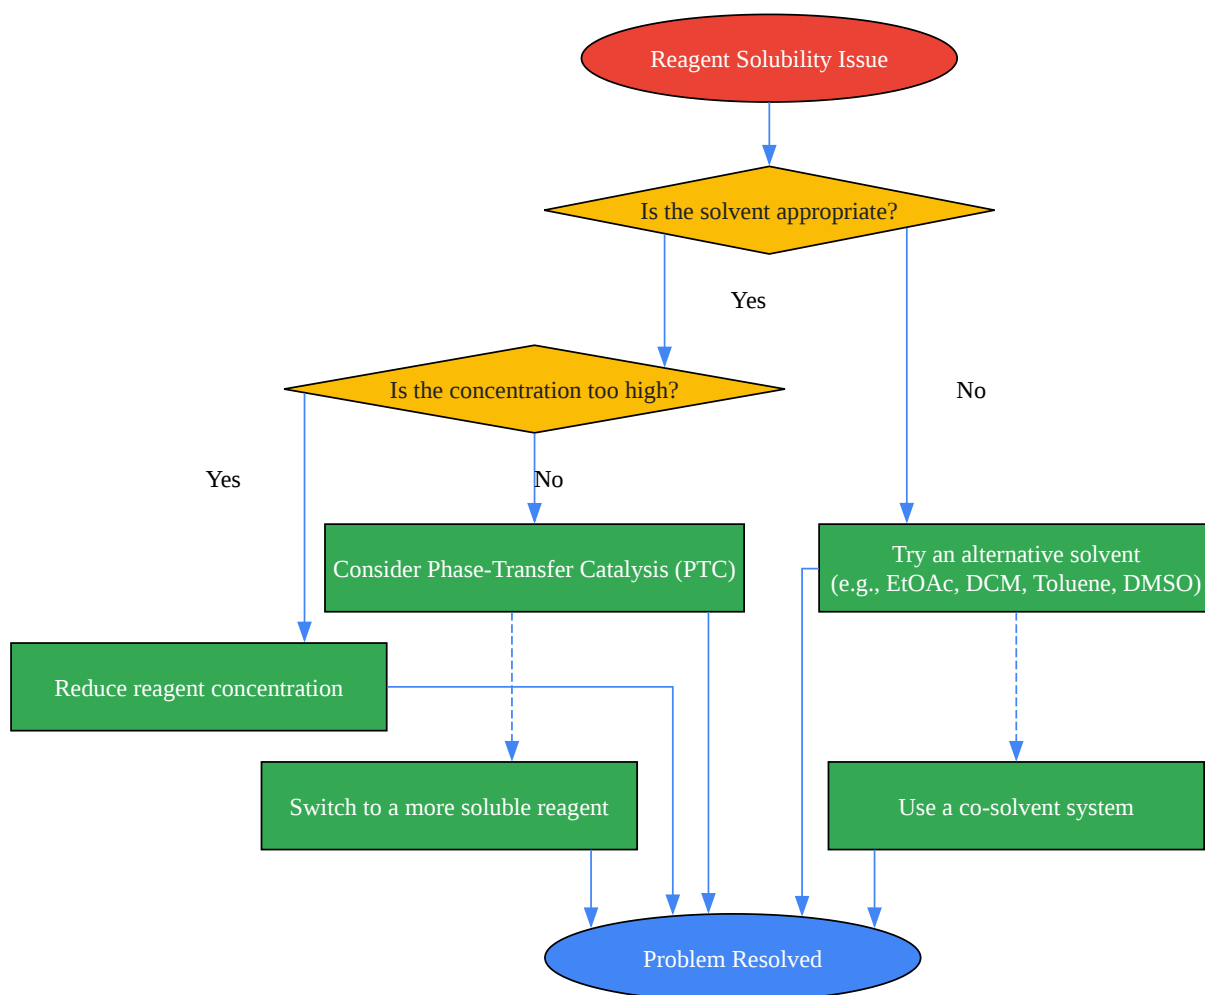 Reagent Solubility Issue
Is the solvent appropriate?
Yes
Is the concentration too high?
No
Yes
No
Try an alternative solvent
(e.g., EtOAc, DCM, Toluene, DMSO)
Consider Phase-Transfer Catalysis (PTC)
Reduce reagent concentration
Switch to a more soluble reagent
Use a co-solvent system
Problem Resolved